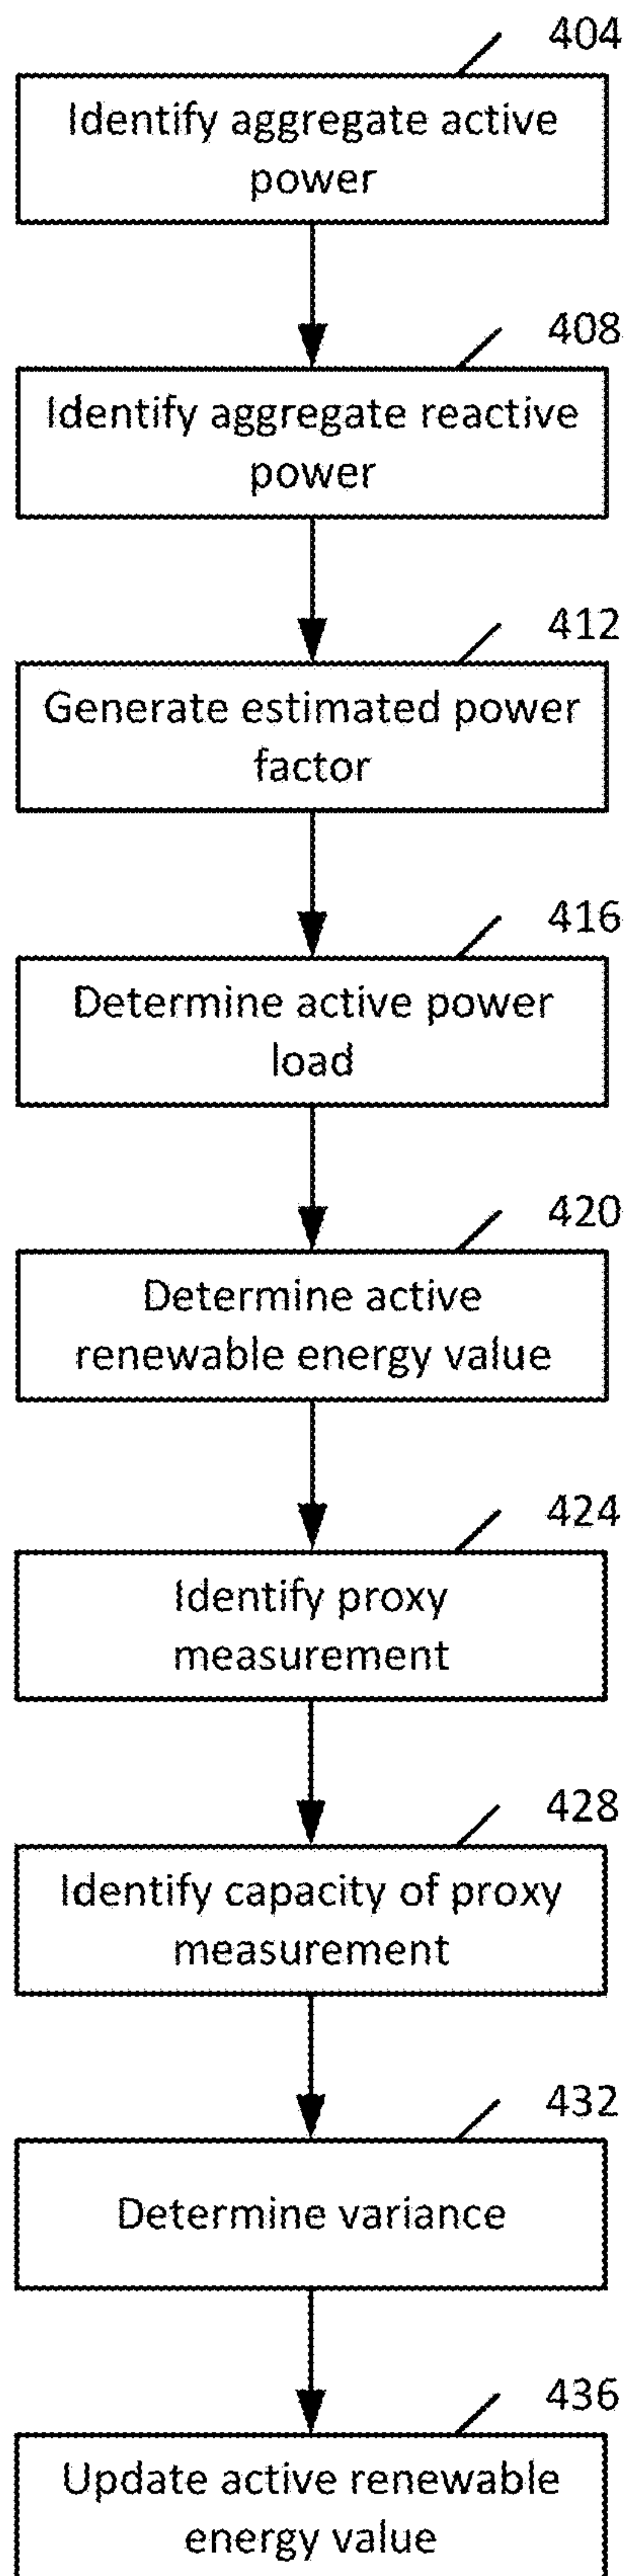 404
Identify aggregate active
power
408
Identify aggregate reactive
power
412
Generate estimated power
factor
416
Determine active power
load
420
Determine active
renewable energy value
424
Identify proxy
measurement
428
Identify capacity of proxy
measurement
432
Determine variance
436
Update active renewable
energy value